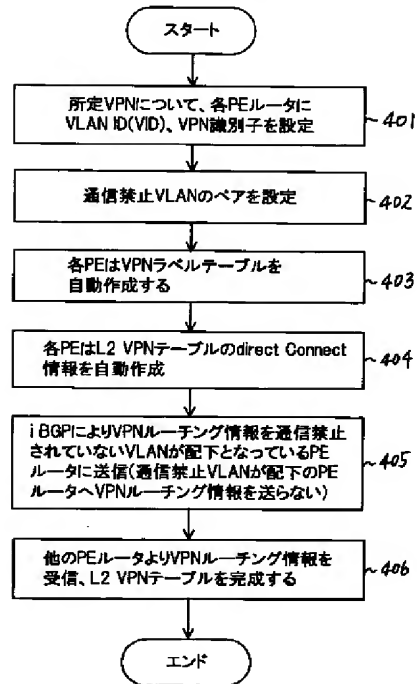 スタート
所定VPNについて、各PEルータに
VLAN ID(VID)、VPN識別子を設定
401
通信禁止VLANのペアを設定
402
各PEはVPNラベルテーブルを
自動作成する
403
各PEはL2 VPNテーブルのdirect Connect
情報を自動作成
404
iBGPによりVPNルーチング情報を通信禁止
されていないVLANが配下となっているPE
ルータに送信(通信禁止VLANが配下のPE
ルータへVPNルーチング情報を送らない)
405
他のPEルータよりVPNルーチング情報を
受信、L2 VPNテーブルを完成する
406
エンド